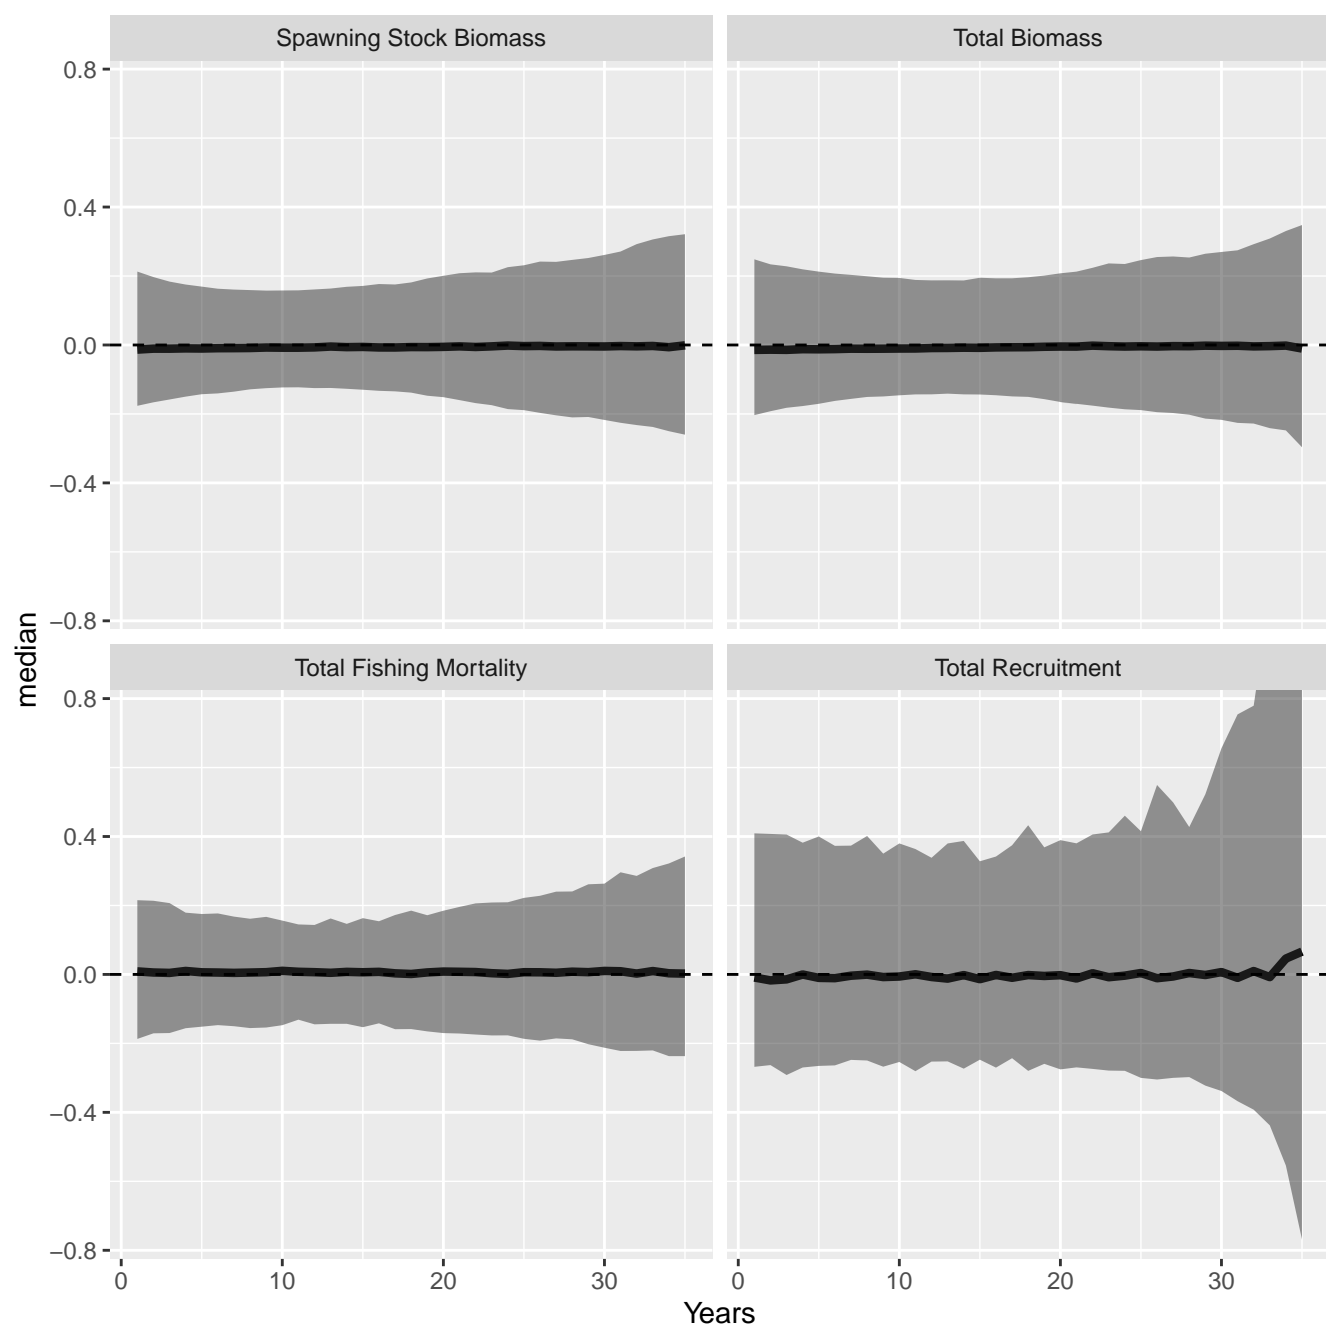 Spawning Stock Biomass
Total Biomass
0.8
0.4
0.0
−0.4
−0.8
median
Total Fishing Mortality
Total Recruitment
0.8
0.4
0.0
−0.4
−0.8
0 10 20 30
0 10 20 30
Years